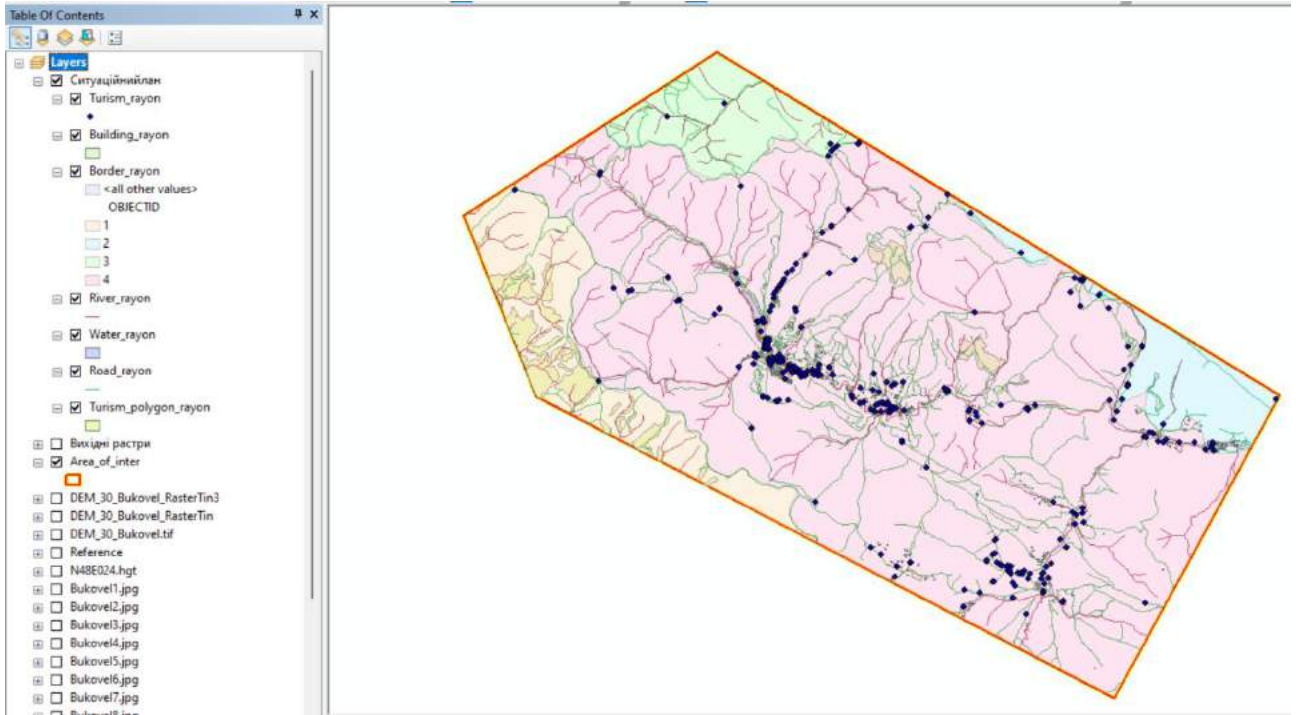 Table Of Contents
Layers
Ситуаційнийлан
Turism_rayon
Building_rayon
Border_rayon
<all other values>
OBJECTID
1
2
3
4
River_rayon
Water_rayon
Road_rayon
Turism_polygon_rayon
Вихідні растри
Area_of_inter
DEM_30_Bukovel_RasterTin3
DEM_30_Bukovel_RasterTin
DEM_30_Bukovel.tif
Reference
N48E024.hgt
Bukovel1.jpg
Bukovel2.jpg
Bukovel3.jpg
Bukovel4.jpg
Bukovel5.jpg
Bukovel6.jpg
Bukovel7.jpg